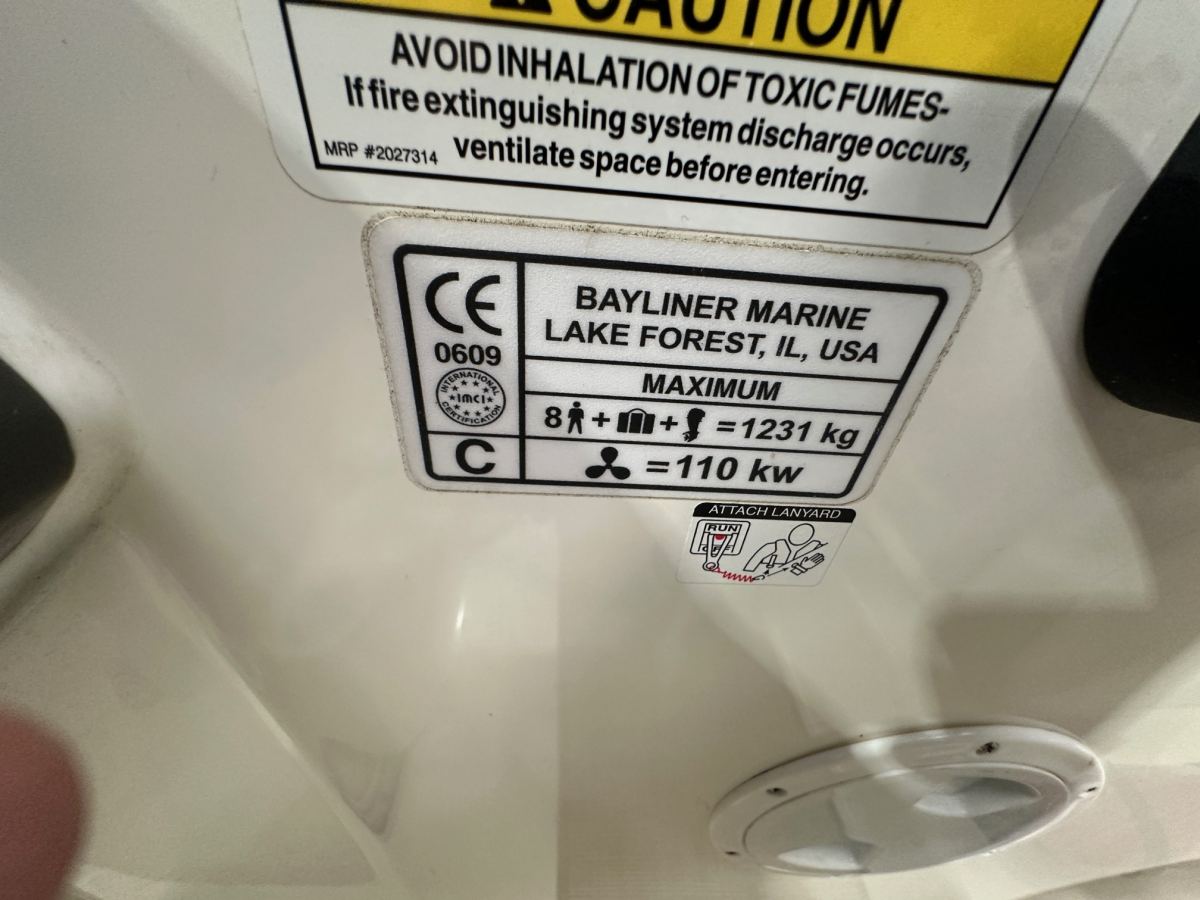 CAUTION
AVOID INHALATION OF TOXIC FUMES-
If fire extinguishing system discharge occurs,
MRP #2027314 ventilate space before entering.
CE
0609
INTERNATIONAL
IMCI
CERTIFICATION
C
BAYLINER MARINE
LAKE FOREST, IL, USA
MAXIMUM
8 + + =1231 kg
=110 kw
ATTACH LANYARD
RUN
OFF